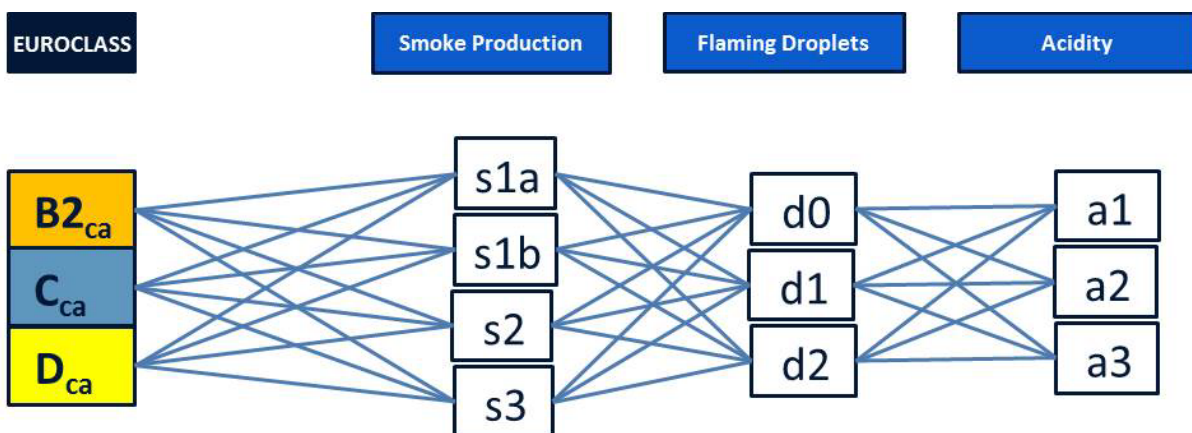 EUROCLASS
Smoke Production
Flaming Droplets
Acidity
B2ca
Cca
Dca
s1a
s1b
s2
s3
d0
d1
d2
a1
a2
a3